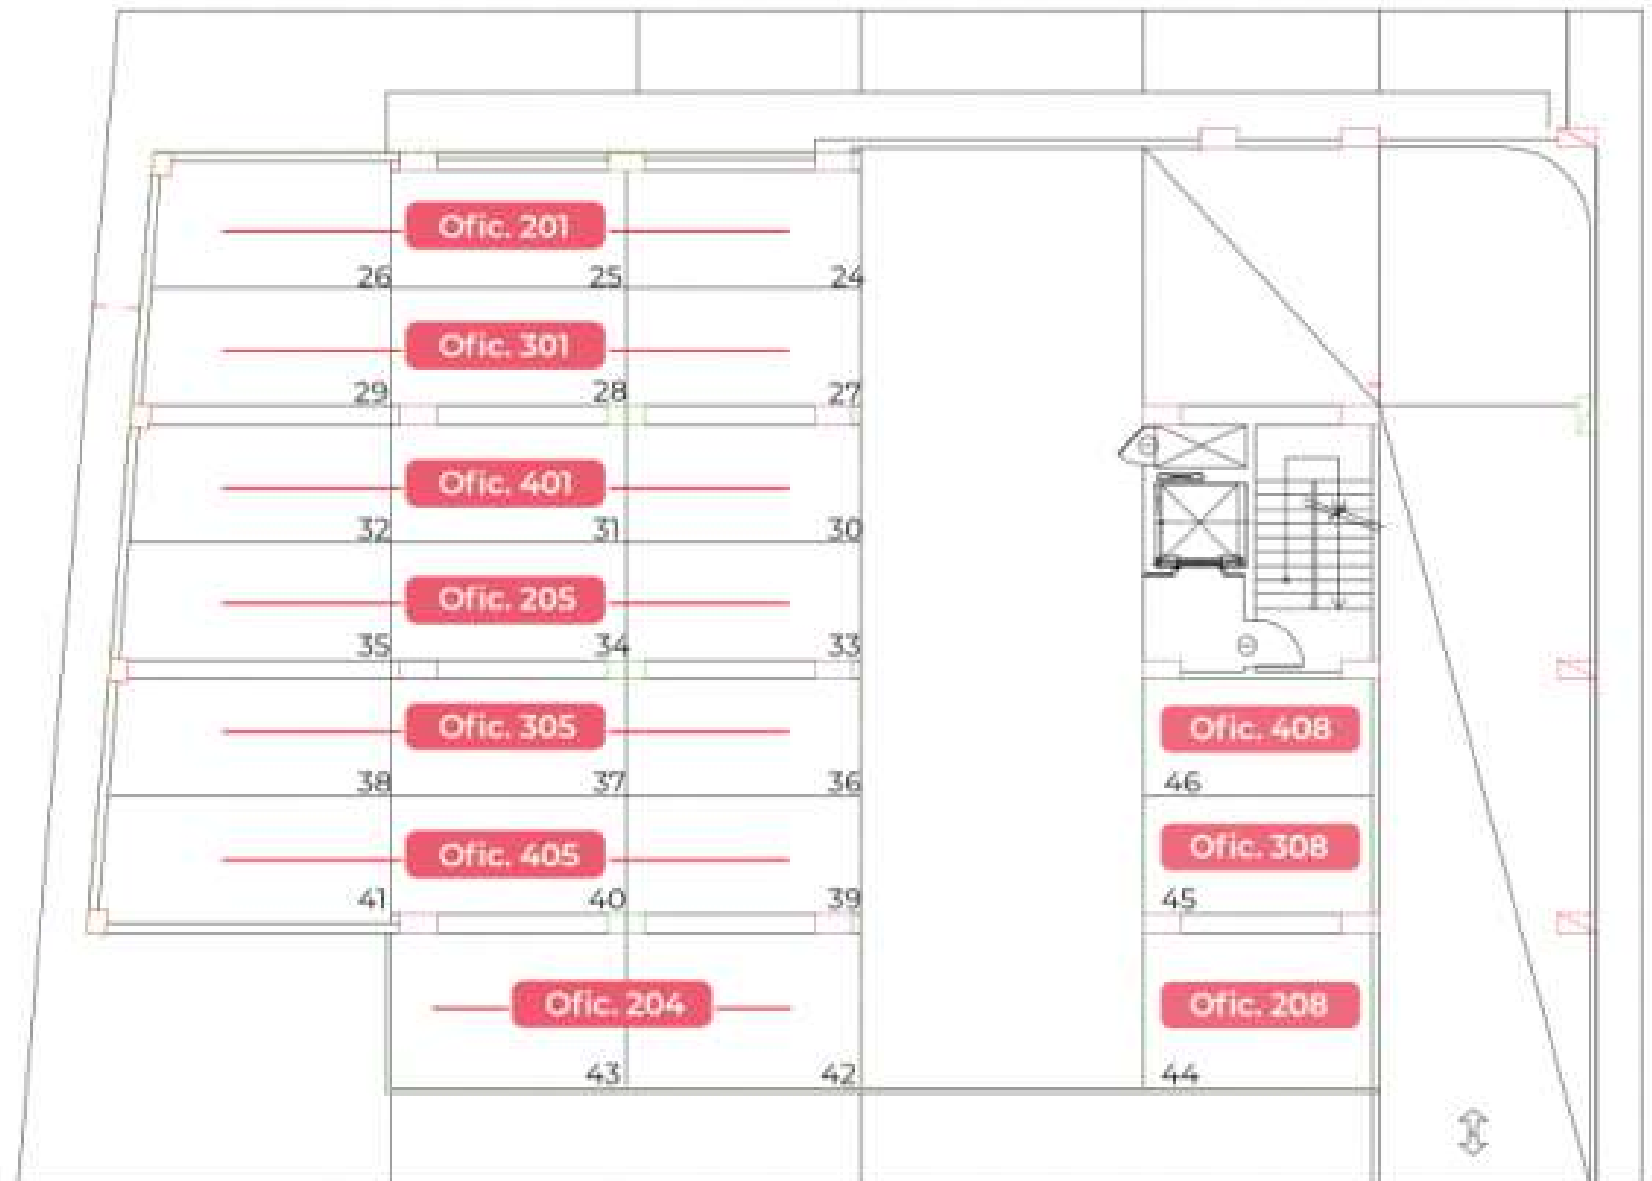 Ofic. 201
26 25 24
Ofic. 301
29 28 27
Ofic. 401
32 31 30
Ofic. 205
35 34 33
Ofic. 305
Ofic. 408
38 37 36
46
Ofic. 405
Ofic. 308
41 40 39
45
Ofic. 204
Ofic. 208
43 42
44